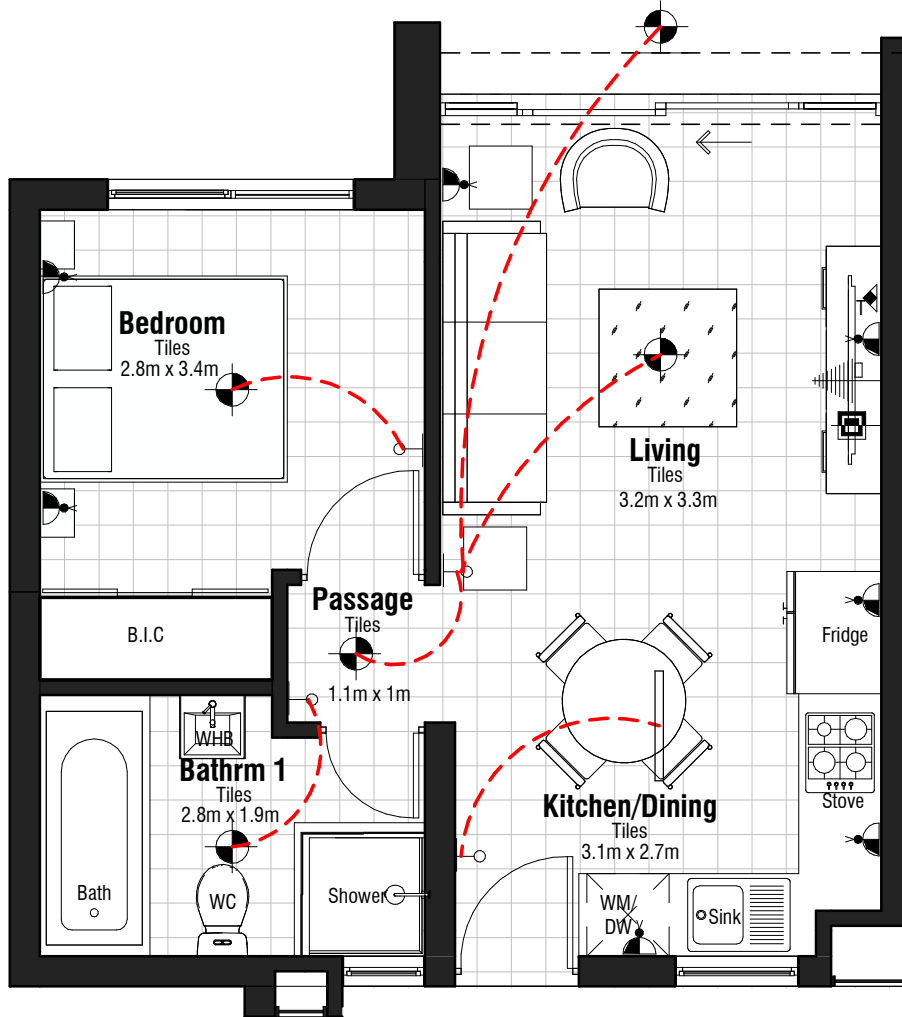 Bedroom
Tiles
2.8m x 3.4m
Living
Tiles
3.2m x 3.3m
T
Passage
Tiles
1.1m x 1m
B.I.C
Fridge
WHB
Bathrm 1
Tiles
2.8m x 1.9m
Kitchen/Dining
Tiles
3.1m x 2.7m
Stove
Bath
WC
Shower
WM/
DW
Sink